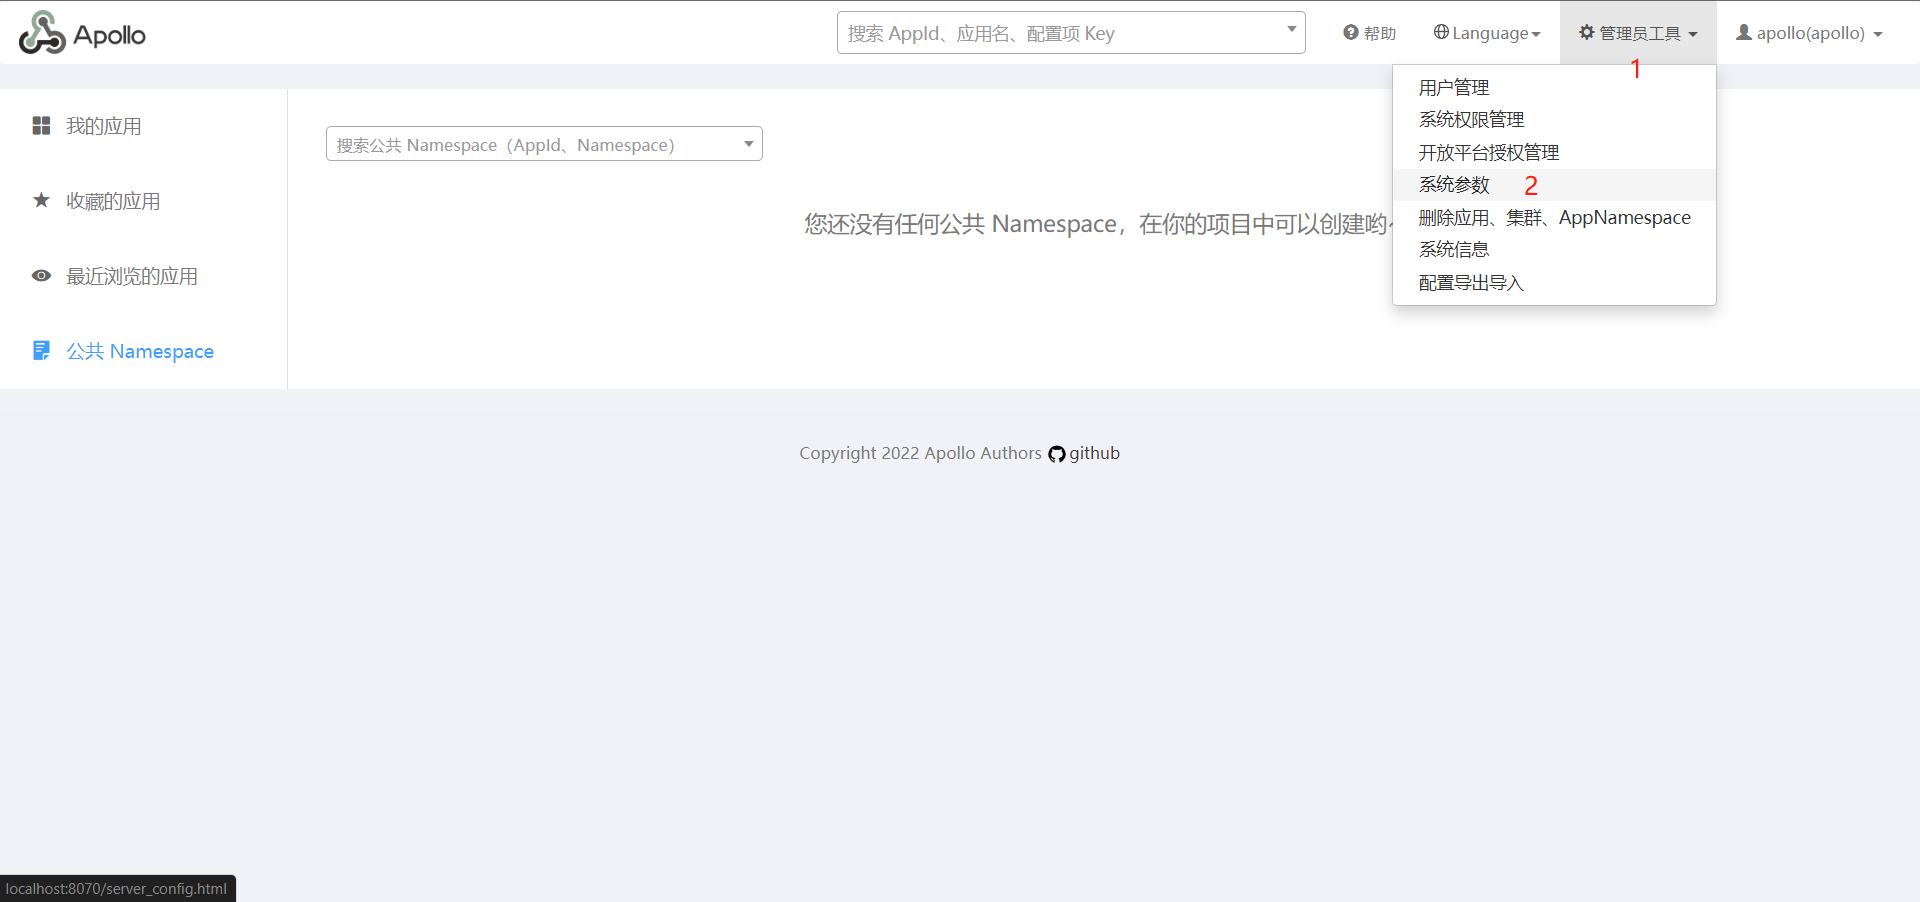 Apollo
搜索 AppId、应用名、配置项 Key
帮助
Language
管理员工具
apollo(apollo)
1
用户管理
系统权限管理
开放平台授权管理
系统参数 2
删除应用、集群、AppNamespace
系统信息
配置导出导入
我的应用
收藏的应用
最近浏览的应用
公共 Namespace
搜索公共 Namespace（AppId、Namespace）
您还没有任何公共 Namespace，在你的项目中可以创建哟~
Copyright 2022 Apollo Authors github
localhost:8070/server_config.html